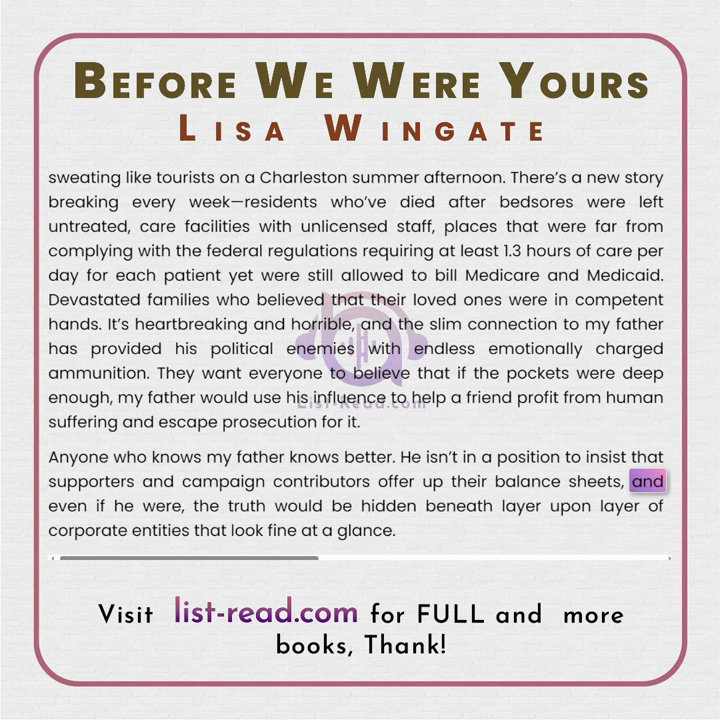 BEFORE WE WERE YOURS
LISA WINGATE
sweating like tourists on a Charleston summer afternoon. There's a new story
breaking every week—residents who've died after bedsores were left
untreated, care facilities with unlicensed staff, places that were far from
complying with the federal regulations requiring at least 1.3 hours of care per
day for each patient yet were still allowed to bill Medicare and Medicaid.
Devastated families who believed that their loved ones were in competent
hands. It's heartbreaking and horrible, and the slim connection to my father
has provided his political enemies with endless emotionally charged
ammunition. They want everyone to believe that if the pockets were deep
enough, my father would use his influence to help a friend profit from human
List-Read.com
suffering and escape prosecution for it.
Anyone who knows my father knows better. He isn't in a position to insist that
supporters and campaign contributors offer up their balance sheets, and
even if he were, the truth would be hidden beneath layer upon layer of
corporate entities that look fine at a glance.
Visit list-read.com for FULL and more
books, Thank!